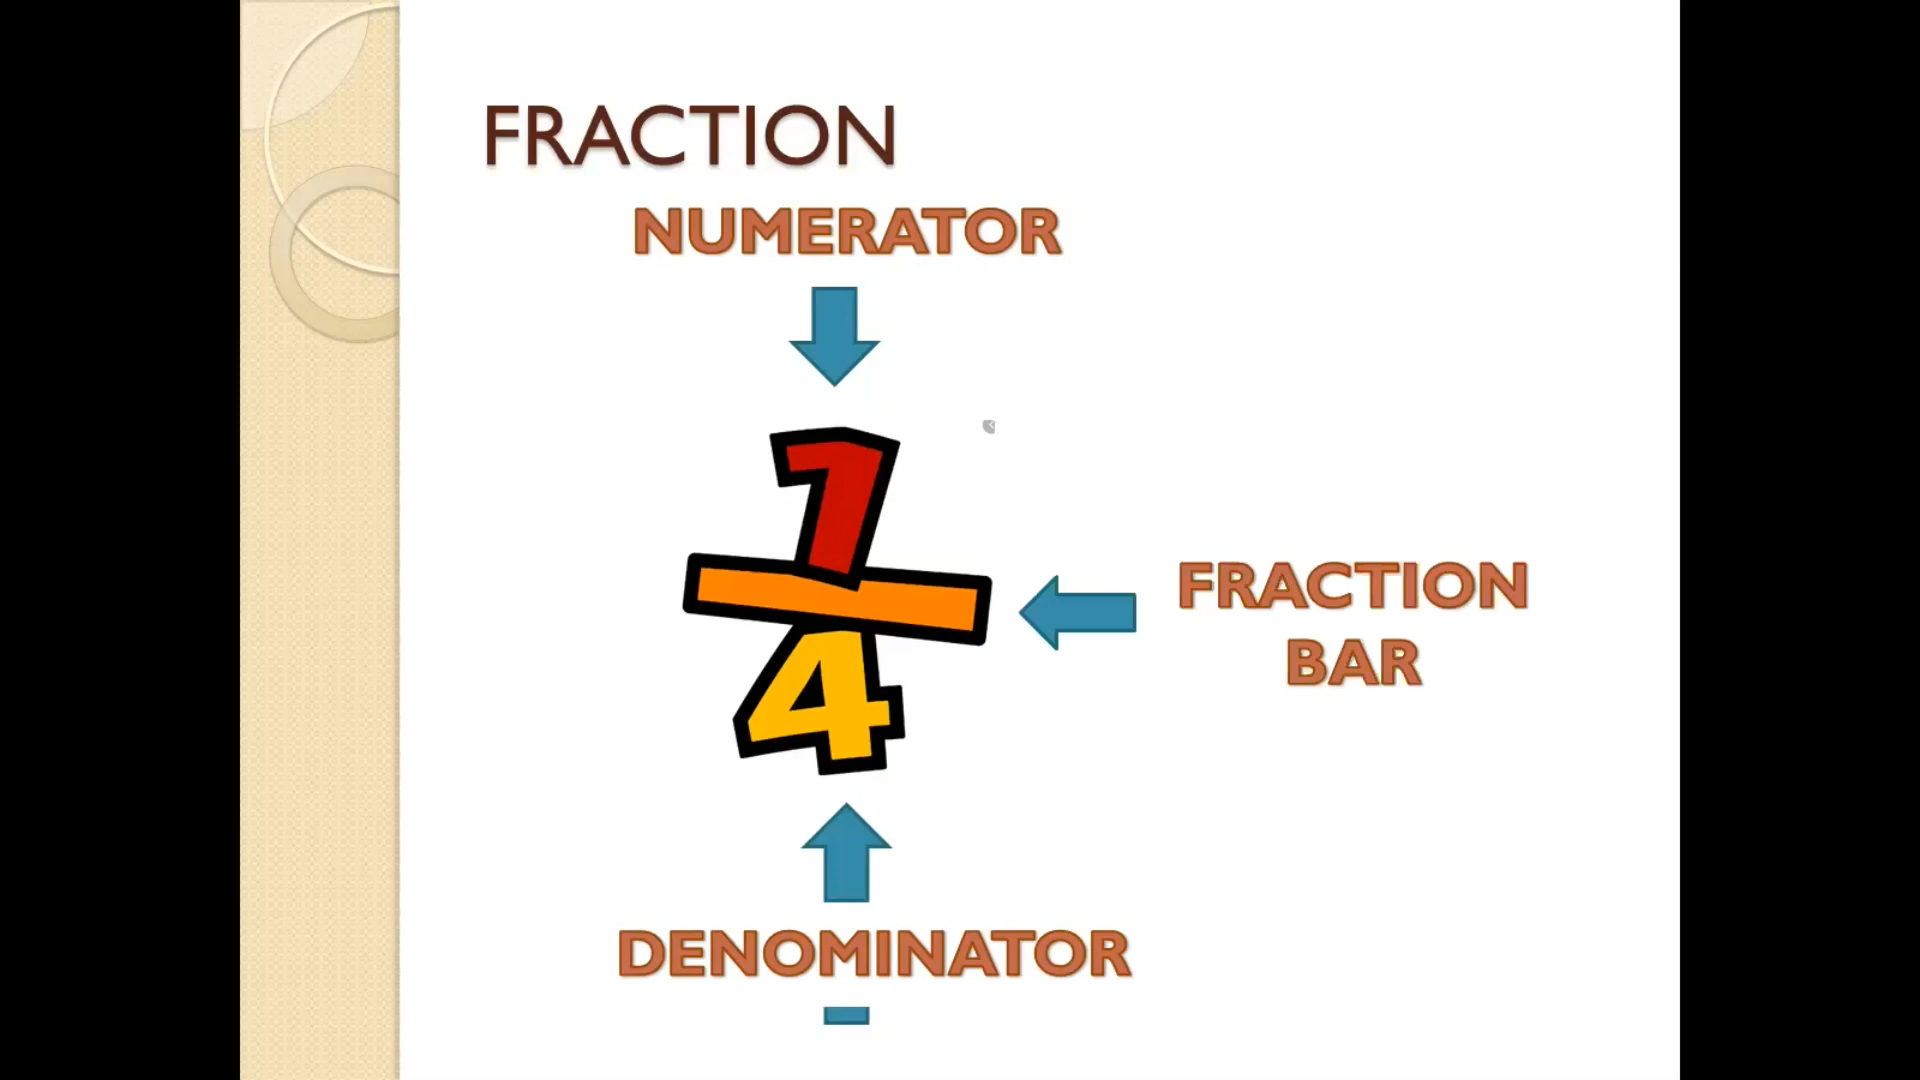 FRACTION
NUMERATOR
1
4
FRACTION
BAR
DENOMINATOR